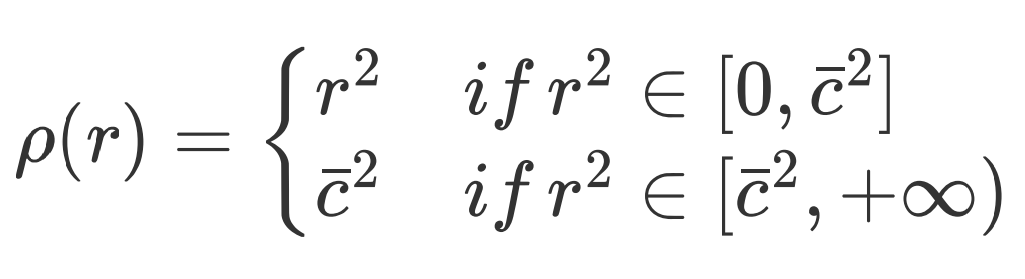 ρ(r) = { r² if r² ∈ [0, c̄²]
c̄² if r² ∈ [c̄², +∞)